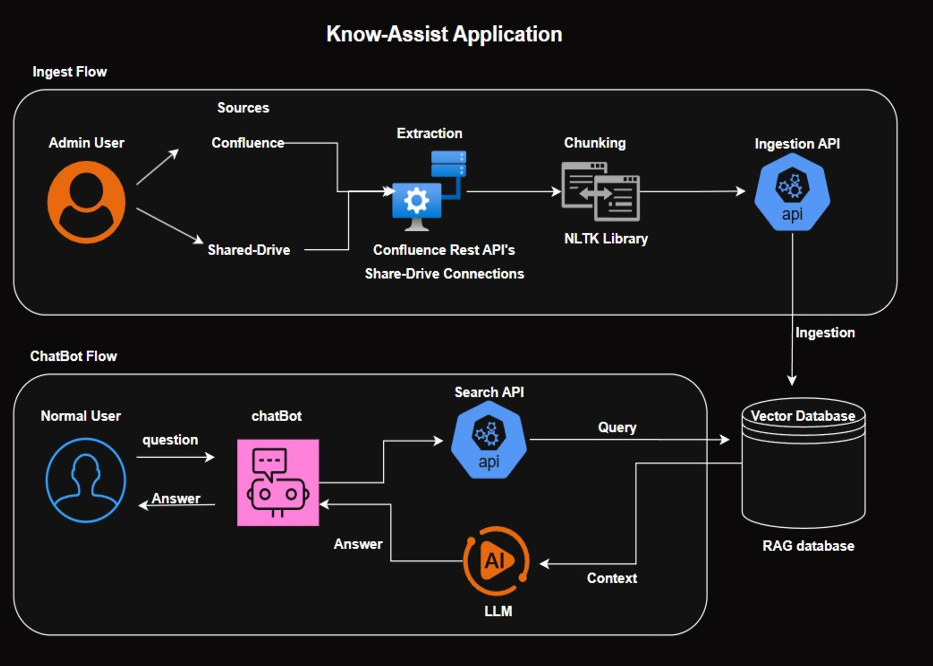 Know-Assist Application
Ingest Flow
Sources
Admin User
Confluence
Shared-Drive
Extraction
Confluence Rest API's
Share-Drive Connections
Chunking
NLTK Library
Ingestion API
api
Ingestion
ChatBot Flow
Normal User
question
Answer
chatBot
Search API
api
Query
Vector Database
RAG database
Context
AI
LLM
Answer